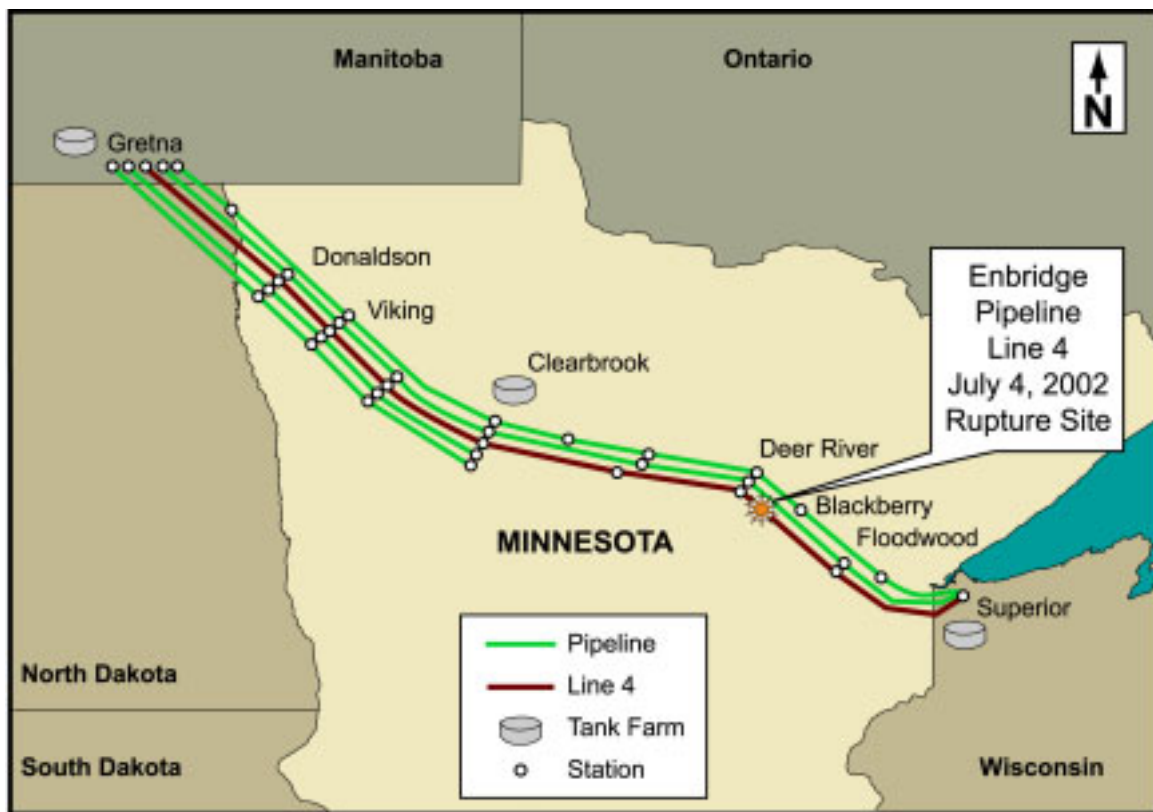 Manitoba
Ontario
N
Gretna
Donaldson
Viking
Clearbrook
Enbridge
Pipeline
Line 4
July 4, 2002
Rupture Site
Deer River
Blackberry
Floodwood
MINNESOTA
Superior
Pipeline
Line 4
Tank Farm
Station
North Dakota
South Dakota
Wisconsin